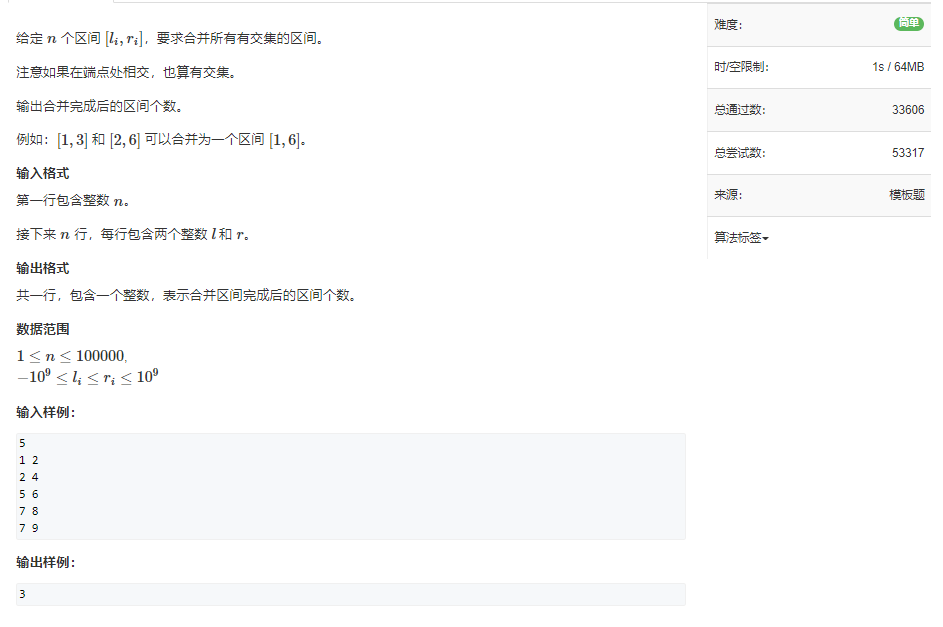 给定 n 个区间 [l_i, r_i]，要求合并所有有交集的区间。
注意如果在端点处相交，也算有交集。
输出合并完成后的区间个数。
例如：[1, 3] 和 [2, 6] 可以合并为一个区间 [1, 6]。
输入格式
第一行包含整数 n。
接下来 n 行，每行包含两个整数 l 和 r。
输出格式
共一行，包含一个整数，表示合并区间完成后的区间个数。
数据范围
1 ≤ n ≤ 100000,
−10^9 ≤ l_i ≤ r_i ≤ 10^9
输入样例：
5
1 2
2 4
5 6
7 8
7 9
输出样例：
3
难度： 简单
时/空限制： 1s / 64MB
总通过数： 33606
总尝试数： 53317
来源： 模板题
算法标签